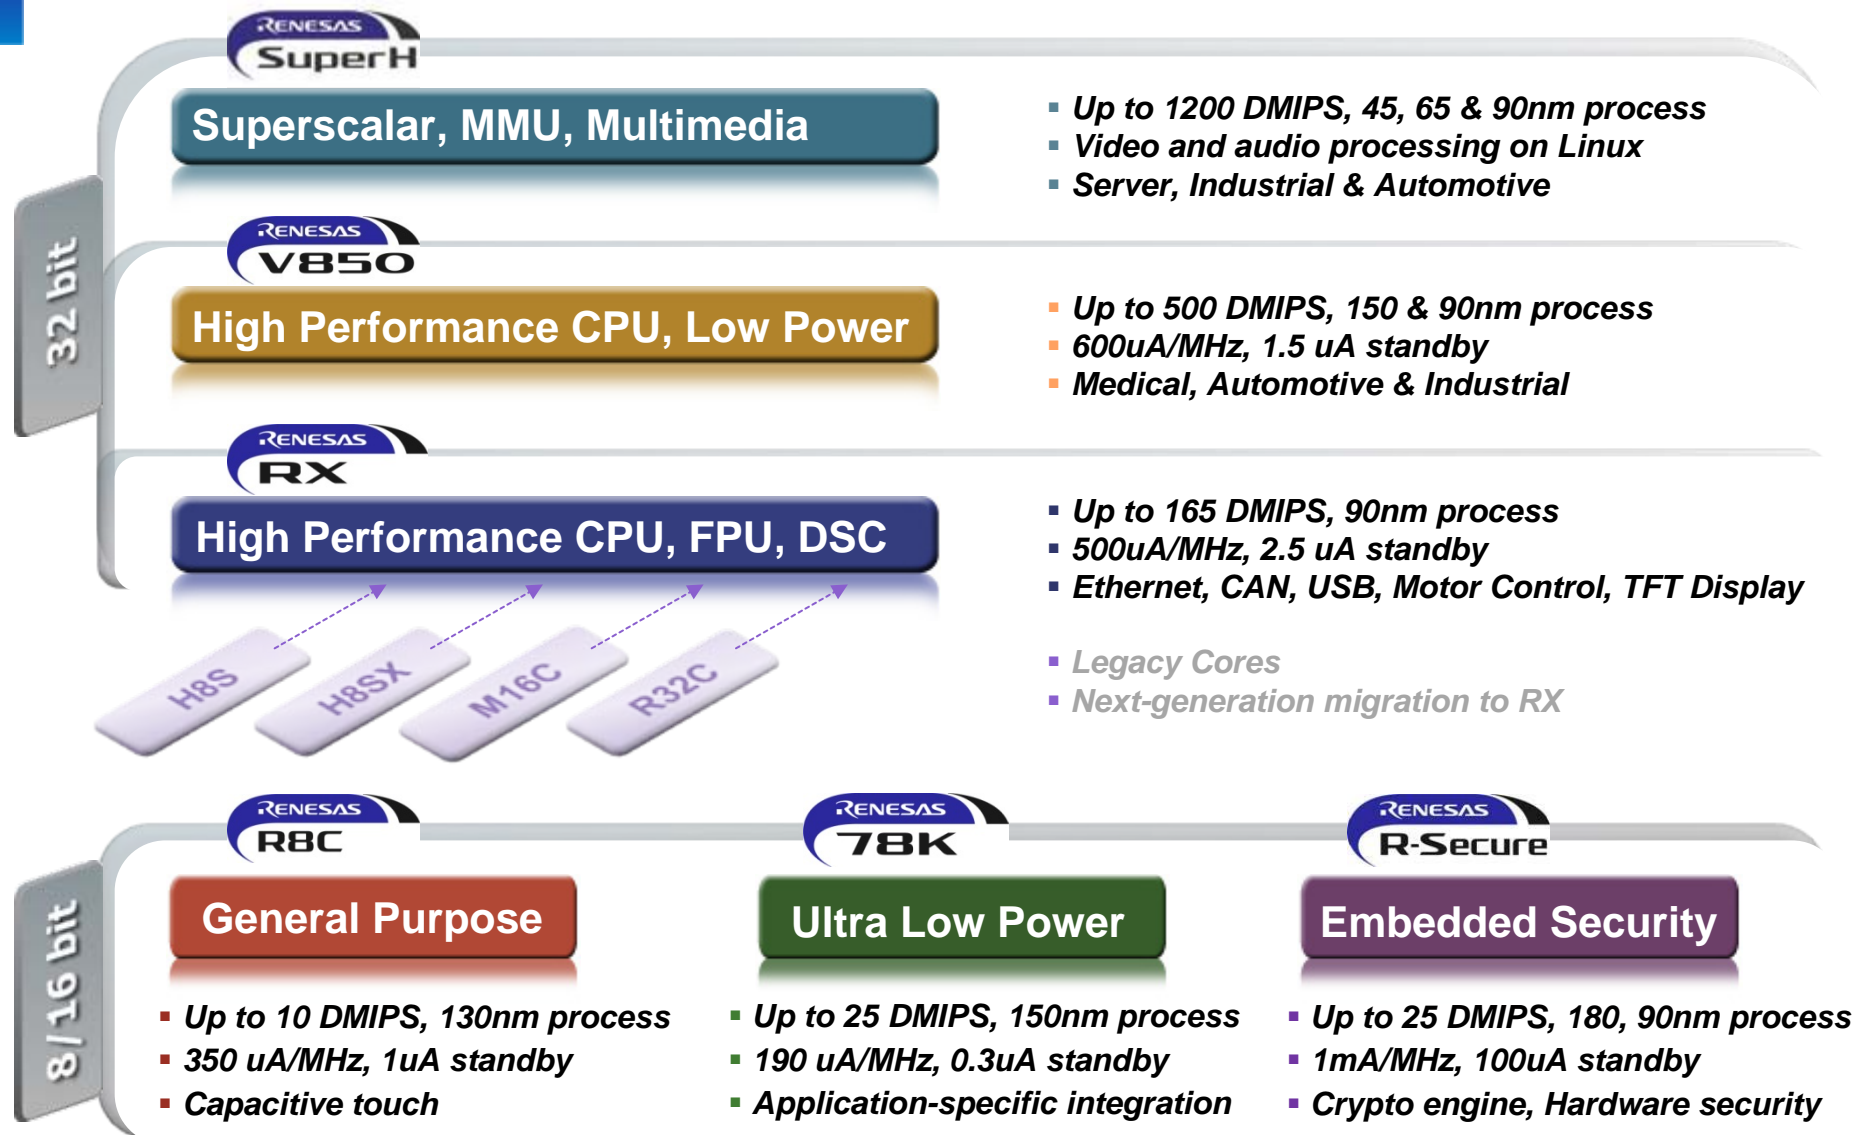 RENESAS
SuperH
Superscalar, MMU, Multimedia
Up to 1200 DMIPS, 45, 65 & 90nm process
Video and audio processing on Linux
Server, Industrial & Automotive
32 bit
RENESAS
V850
High Performance CPU, Low Power
Up to 500 DMIPS, 150 & 90nm process
600uA/MHz, 1.5 uA standby
Medical, Automotive & Industrial
RENESAS
RX
High Performance CPU, FPU, DSC
Up to 165 DMIPS, 90nm process
500uA/MHz, 2.5 uA standby
Ethernet, CAN, USB, Motor Control, TFT Display
H8S
H8SX
M16C
R32C
Legacy Cores
Next-generation migration to RX
8/16 bit
RENESAS
R8C
General Purpose
Up to 10 DMIPS, 130nm process
350 uA/MHz, 1uA standby
Capacitive touch
RENESAS
78K
Ultra Low Power
Up to 25 DMIPS, 150nm process
190 uA/MHz, 0.3uA standby
Application-specific integration
RENESAS
R-Secure
Embedded Security
Up to 25 DMIPS, 180, 90nm process
1mA/MHz, 100uA standby
Crypto engine, Hardware security